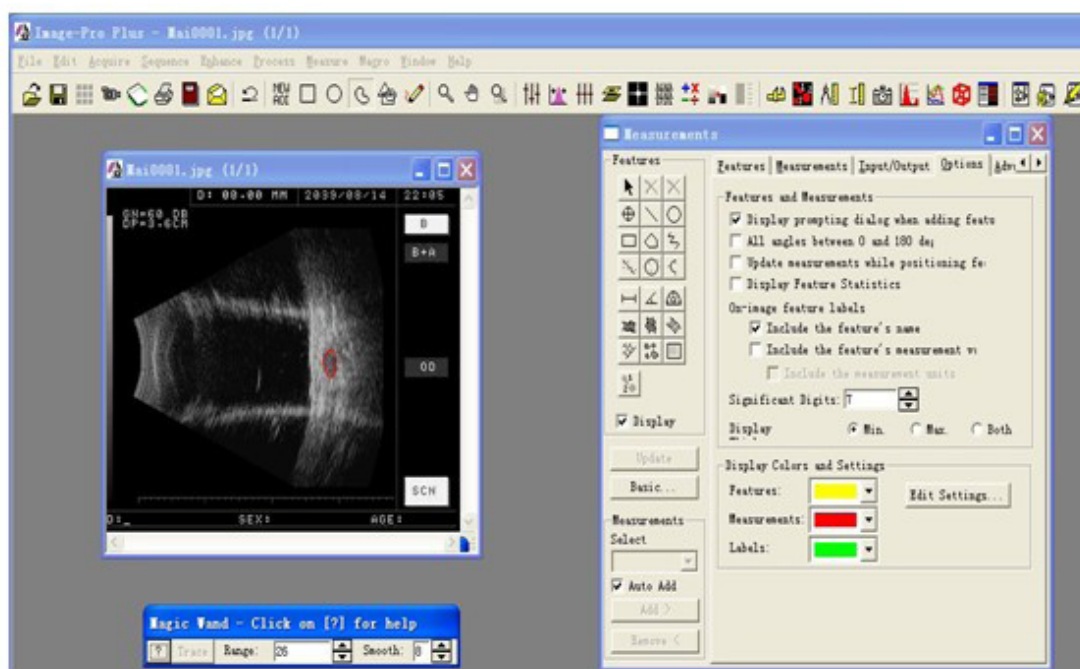 Image-Pro Plus - Mai0001.jpg (1/1)
File Edit Acquire Sequence Enhance Process Measure Macro Window Help
NEW AOI
Mai0001.jpg (1/1)
D: 00.00 MM 2099/08/14 22:05
GN=60 DB
DP=3.6CM
B
B+A
OD
SCN
D:_ SEX: AGE:
Magic Wand - Click on [?] for help
? Trace Range: 26 Smooth: 8
Measurements
Features
Display
Update
Basic...
Measurements
Select
Auto Add
Add >
Remove <
Features Measurements Input/Output Options Adv
Features and Measurements
Display prompting dialog when adding featu
All angles between 0 and 180 de
Update measurements while positioning fe
Display Feature Statistics
On-image feature labels
Include the feature's name
Include the feature's measurement v
Include the measurement units
Significant Digits: 7
Display Min. Max. Both
Display Colors and Settings
Features: Edit Settings...
Measurements:
Labels: